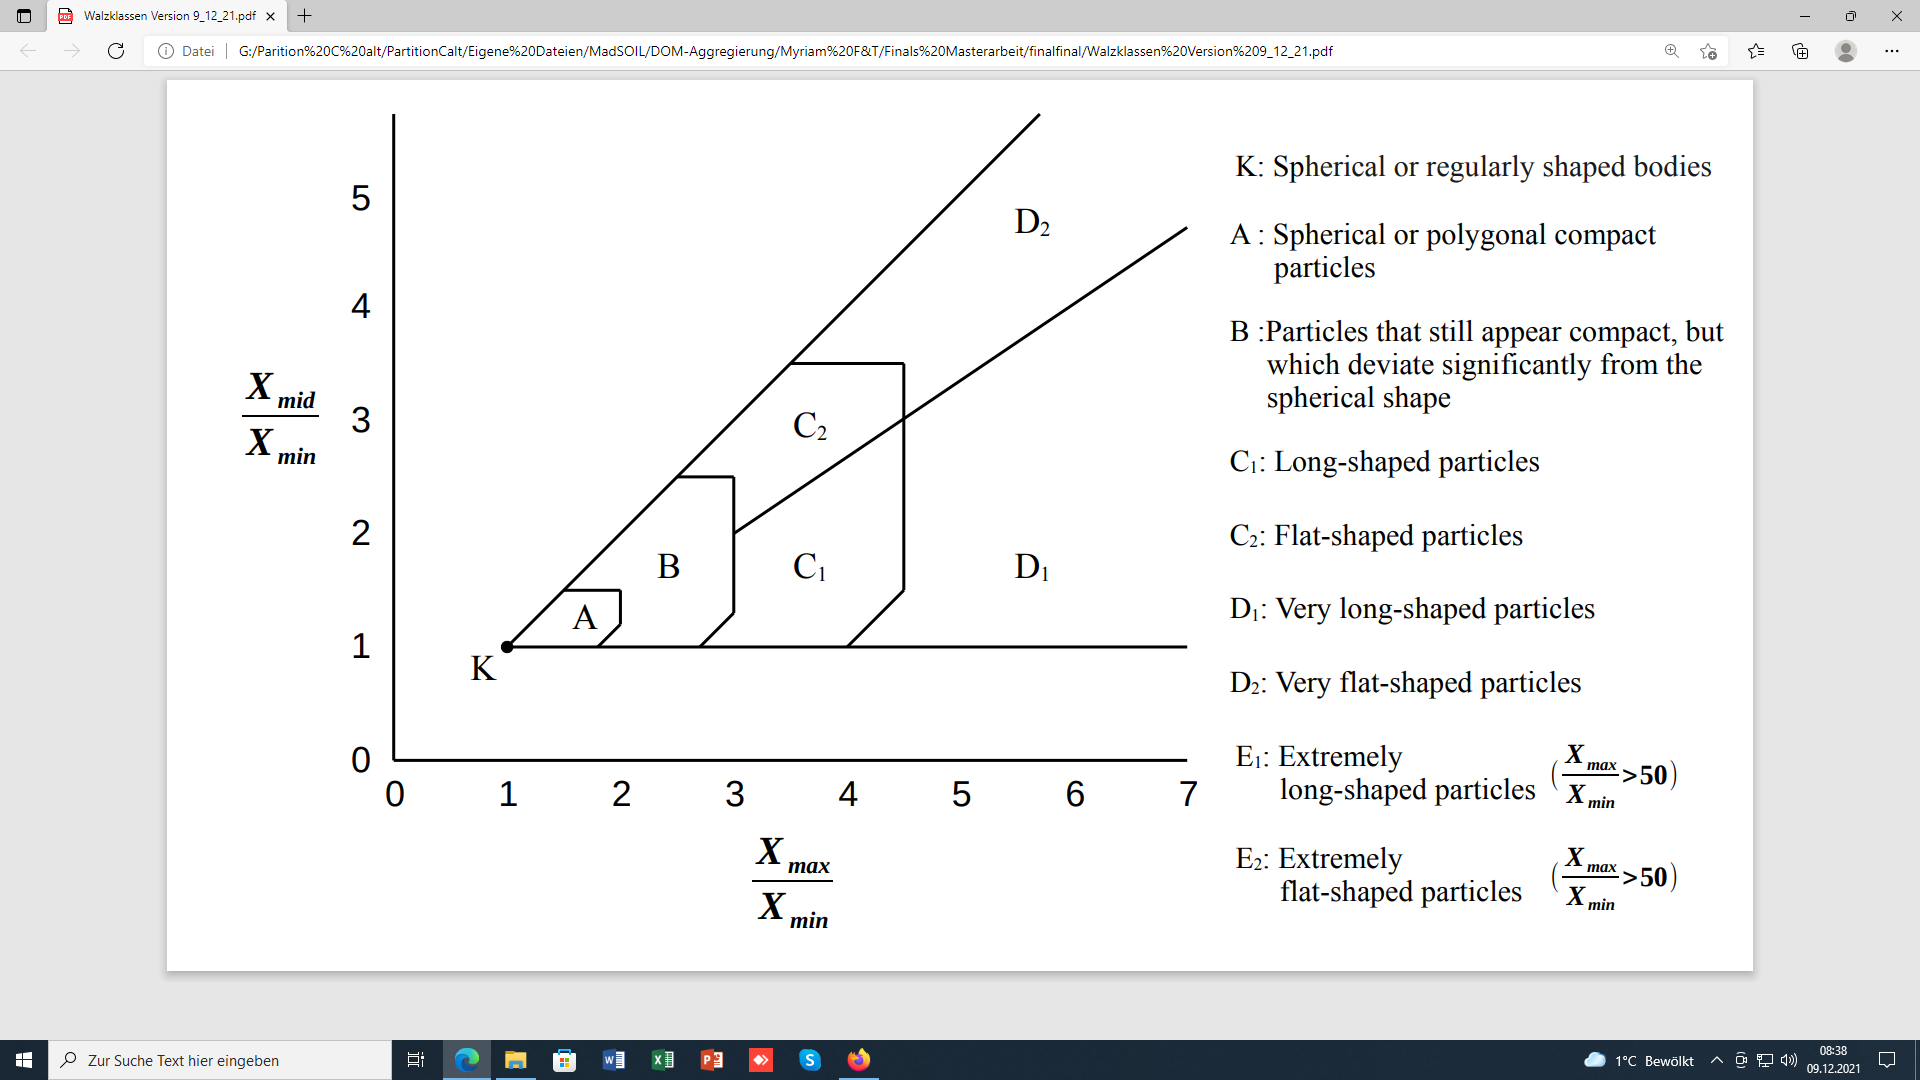 Walzklassen Version 9_12_21.pdf
Datei
G:/Parition%20C%20alt/PartitionCalt/Eigene%20Dateien/MadSOIL/DOM-Aggregierung/Myriam%20F&T/Finals%20Masterarbeit/finalfinal/Walzklassen%20Version%209_12_21.pdf
5
4
3
2
1
0
X mid
X min
D2
C2
B
C1
D1
A
K
0 1 2 3 4 5 6 7
X max
X min
K: Spherical or regularly shaped bodies
A : Spherical or polygonal compact
particles
B :Particles that still appear compact, but
which deviate significantly from the
spherical shape
C1: Long-shaped particles
C2: Flat-shaped particles
D1: Very long-shaped particles
D2: Very flat-shaped particles
E1: Extremely
long-shaped particles
(X max
X min >50)
E2: Extremely
flat-shaped particles
(X max
X min >50)
Zur Suche Text hier eingeben
1°C Bewölkt
08:38
09.12.2021